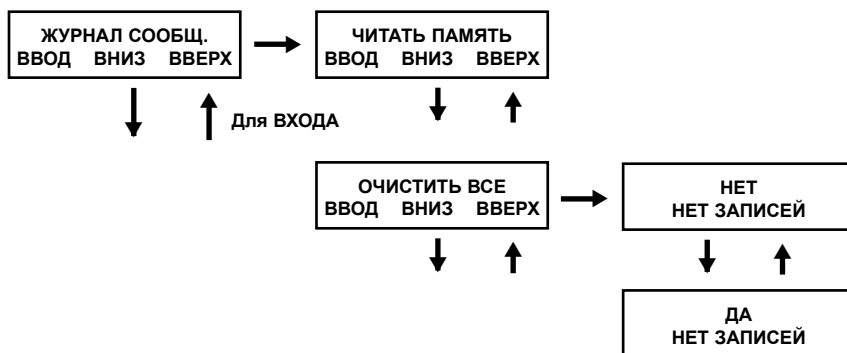 ЖУРНАЛ СООБЩ.
ВВОД ВНИЗ ВВЕРХ
ЧИТАТЬ ПАМЯТЬ
ВВОД ВНИЗ ВВЕРХ
Для ВХОДА
ОЧИСТИТЬ ВСЕ
ВВОД ВНИЗ ВВЕРХ
НЕТ
НЕТ ЗАПИСЕЙ
ДА
НЕТ ЗАПИСЕЙ